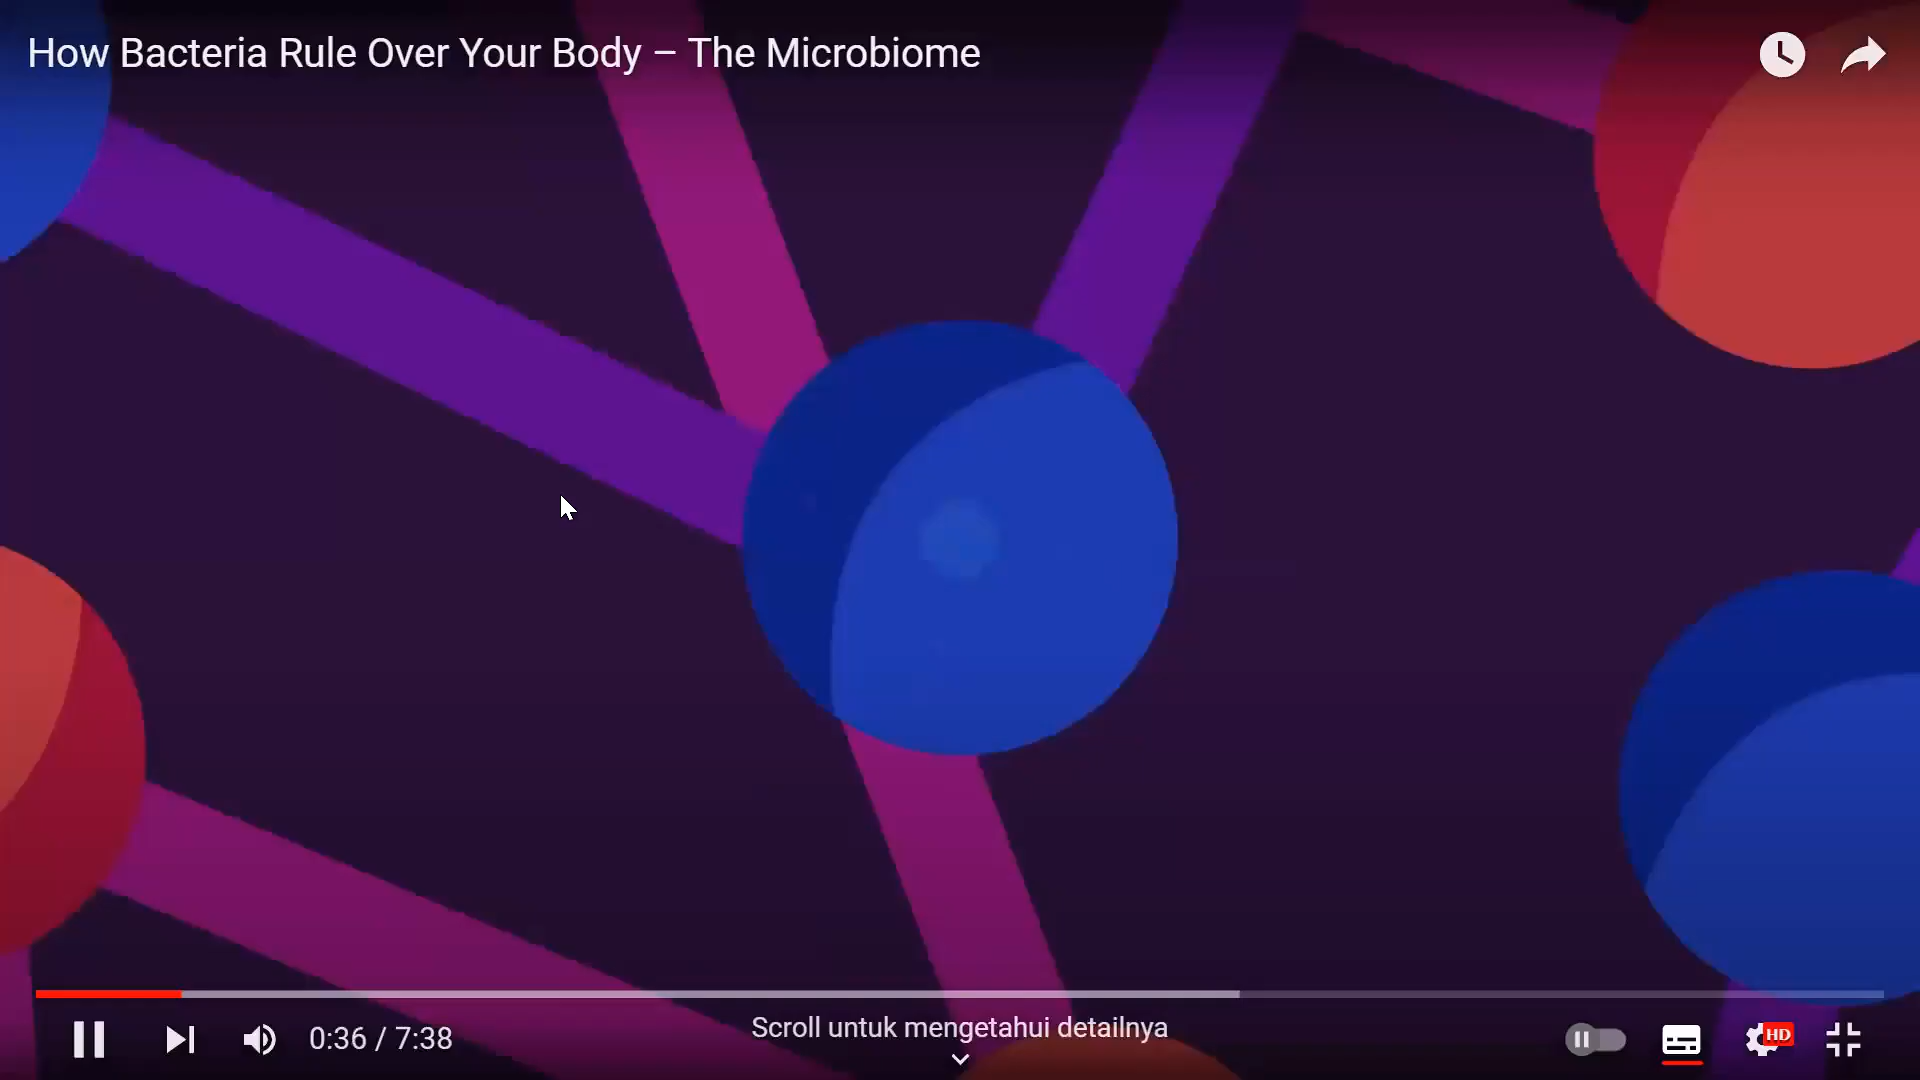 How Bacteria Rule Over Your Body – The Microbiome
0:36 / 7:38
Scroll untuk mengetahui detailnya
HD